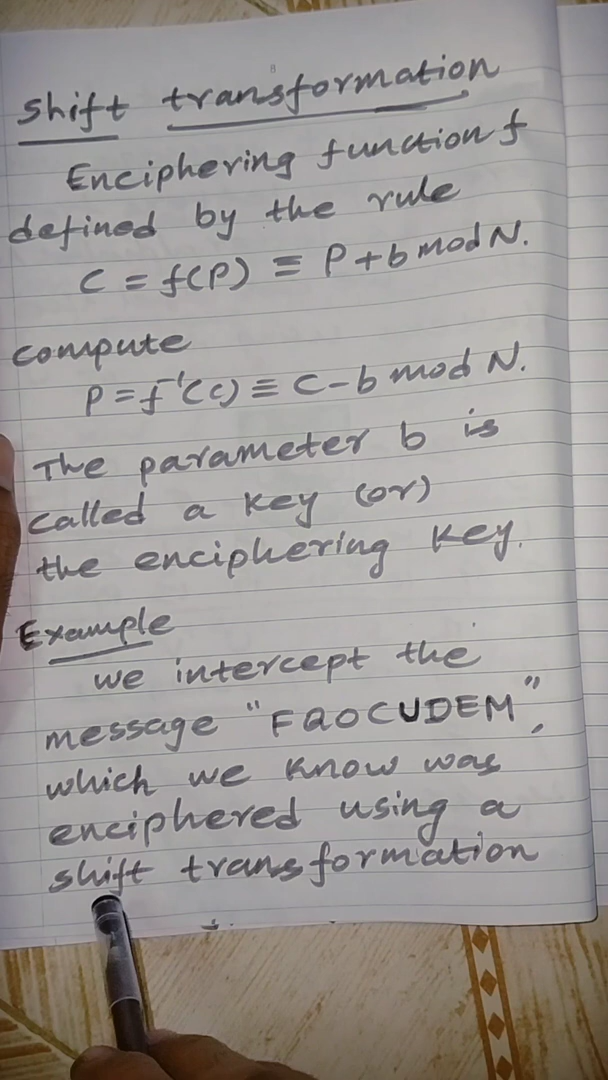 Shift transformation
Enciphering function f
defined by the rule
C = f(P) ≡ P+b mod N.
compute
P = f⁻¹(C) ≡ C-b mod N.
The parameter b is
called a key (or)
the enciphering key.
Example
we intercept the
message "FQOCUDEM",
which we know was
enciphered using a
shift transformation